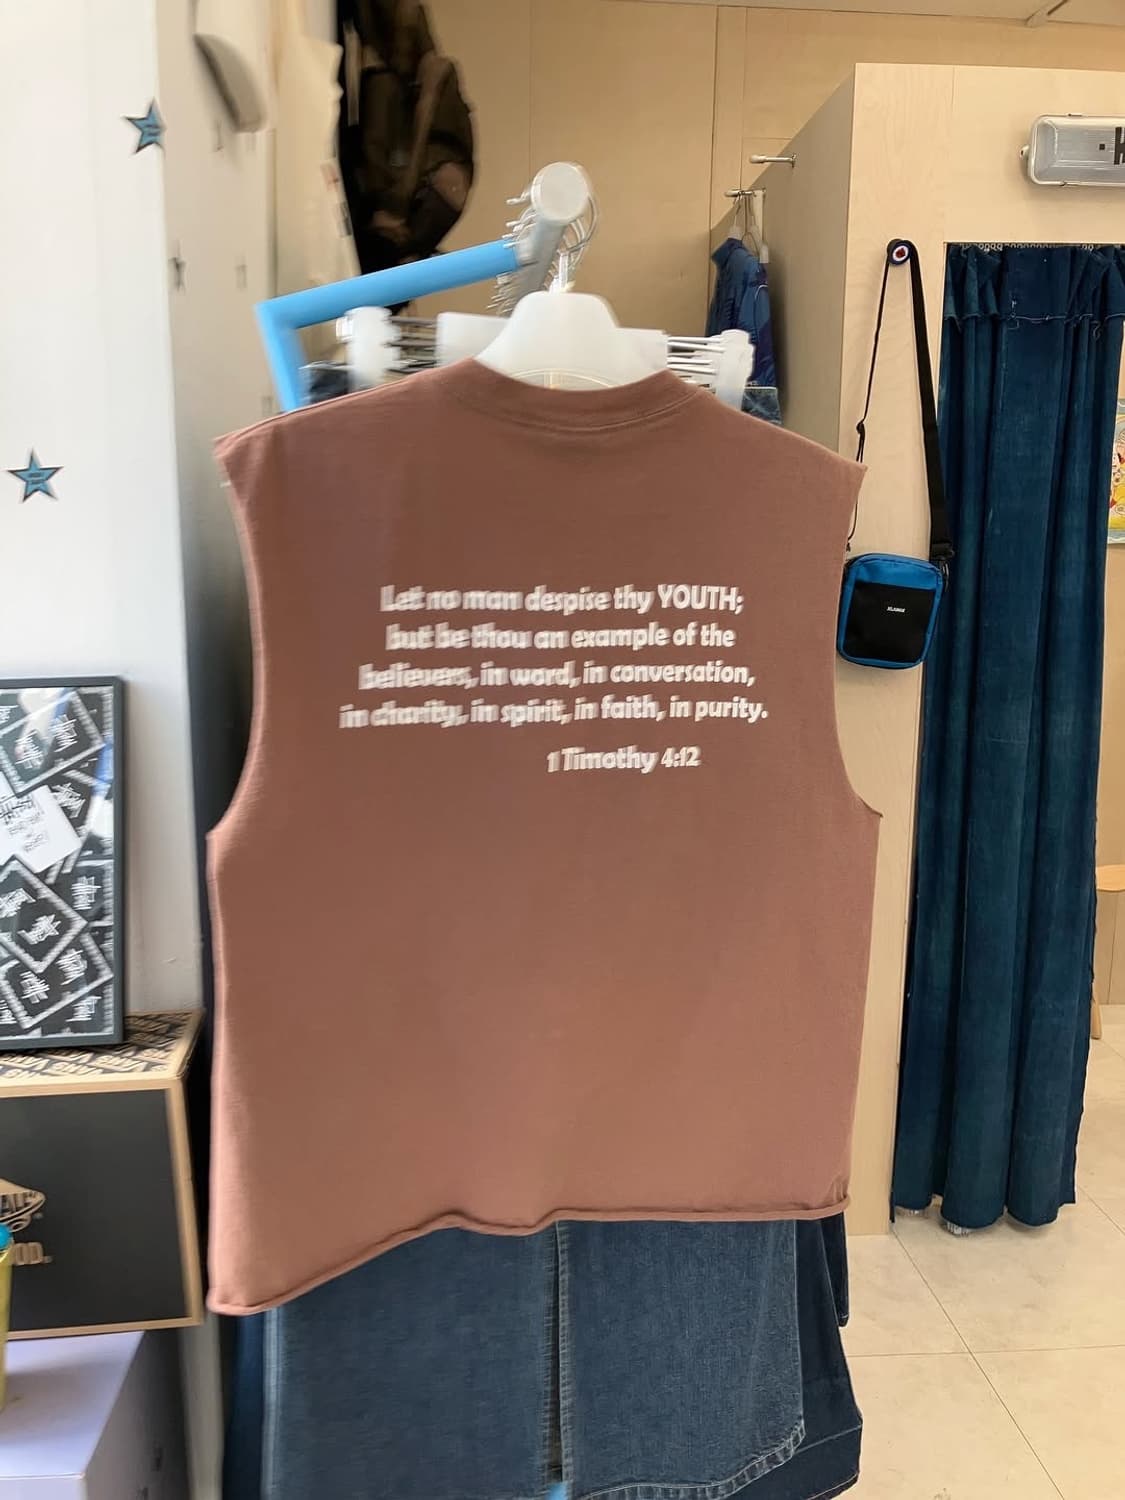 Let no man despise thy YOUTH;
but be thou an example of the
believers, in word, in conversation,
in charity, in spirit, in faith, in purity.
1 Timothy 4:12